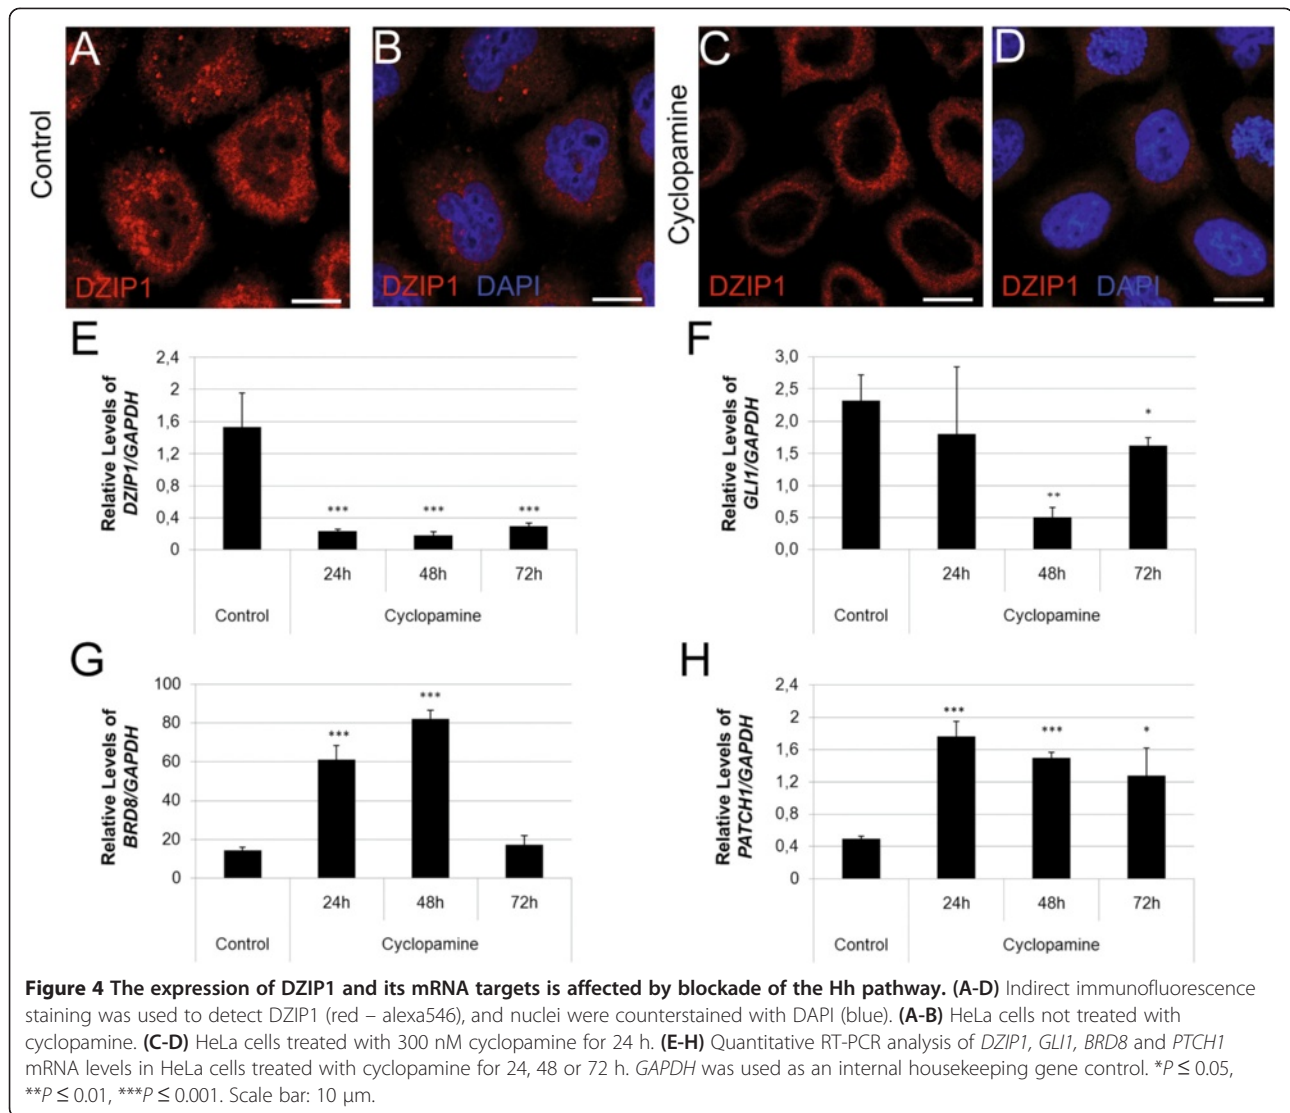 A
B
C
D
Control
Cyclopamine
DZIP1
DZIP1 DAPI
DZIP1
DZIP1 DAPI
E
Relative Levels of
DZIP1/GAPDH
2,4
2
1,6
1,2
0,8
0,4
0
***
***
***
24h
48h
72h
Control
Cyclopamine
F
Relative Levels of
GLI1/GAPDH
3,0
2,5
2,0
1,5
1,0
0,5
0,0
**
*
24h
48h
72h
Control
Cyclopamine
G
Relative Levels of
BRD8/GAPDH
100
80
60
40
20
0
***
***
24h
48h
72h
Control
Cyclopamine
H
Relative Levels of
PATCH1/GAPDH
2,4
2
1,6
1,2
0,8
0,4
0
***
***
*
24h
48h
72h
Control
Cyclopamine
Figure 4 The expression of DZIP1 and its mRNA targets is affected by blockade of the Hh pathway. (A-D) Indirect immunofluorescence
staining was used to detect DZIP1 (red – alexa546), and nuclei were counterstained with DAPI (blue). (A-B) HeLa cells not treated with
cyclopamine. (C-D) HeLa cells treated with 300 nM cyclopamine for 24 h. (E-H) Quantitative RT-PCR analysis of DZIP1, GLI1, BRD8 and PTCH1
mRNA levels in HeLa cells treated with cyclopamine for 24, 48 or 72 h. GAPDH was used as an internal housekeeping gene control. *P ≤ 0.05,
**P ≤ 0.01, ***P ≤ 0.001. Scale bar: 10 μm.